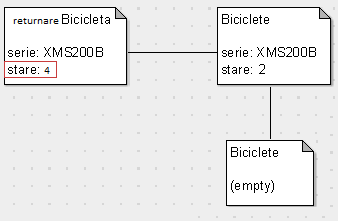 returnare Bicicleta
serie: XMS200B
stare: 4
Biciclete
serie: XMS200B
stare: 2
Biciclete
(empty)